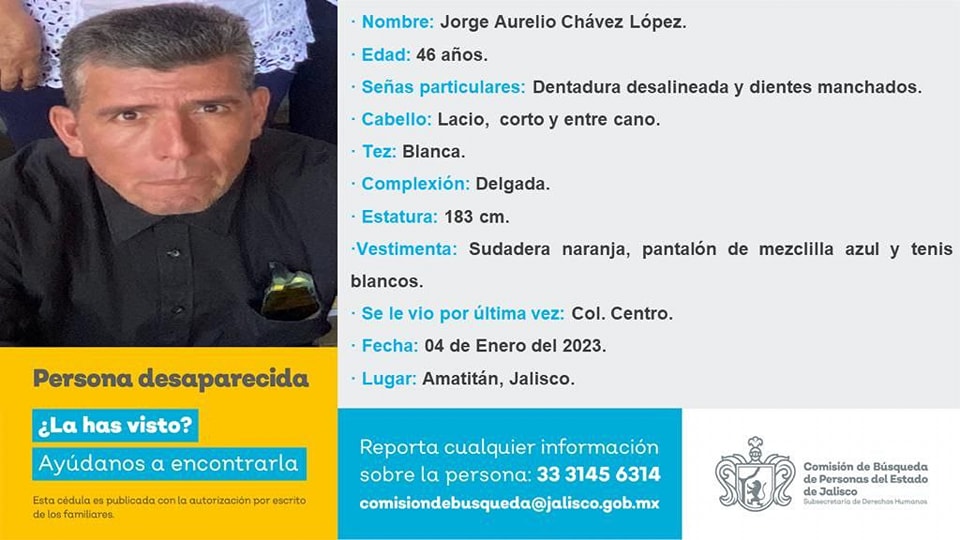 · Nombre: Jorge Aurelio Chávez López.
· Edad: 46 años.
· Señas particulares: Dentadura desalineada y dientes manchados.
· Cabello: Lacio, corto y entre cano.
· Tez: Blanca.
· Complexión: Delgada.
· Estatura: 183 cm.
·Vestimenta: Sudadera naranja, pantalón de mezclilla azul y tenis
blancos.
· Se le vio por última vez: Col. Centro.
· Fecha: 04 de Enero del 2023.
· Lugar: Amatitán, Jalisco.
Persona desaparecida
¿La has visto?
Ayúdanos a encontrarla
Esta cédula es publicada con la autorización por escrito
de los familiares.
Reporta cualquier información
sobre la persona: 33 3145 6314
comisiondebusqueda@jalisco.gob.mx
Comisión de Búsqueda
de Personas del Estado
de Jalisco
Subsecretaría de Derechos Humanos